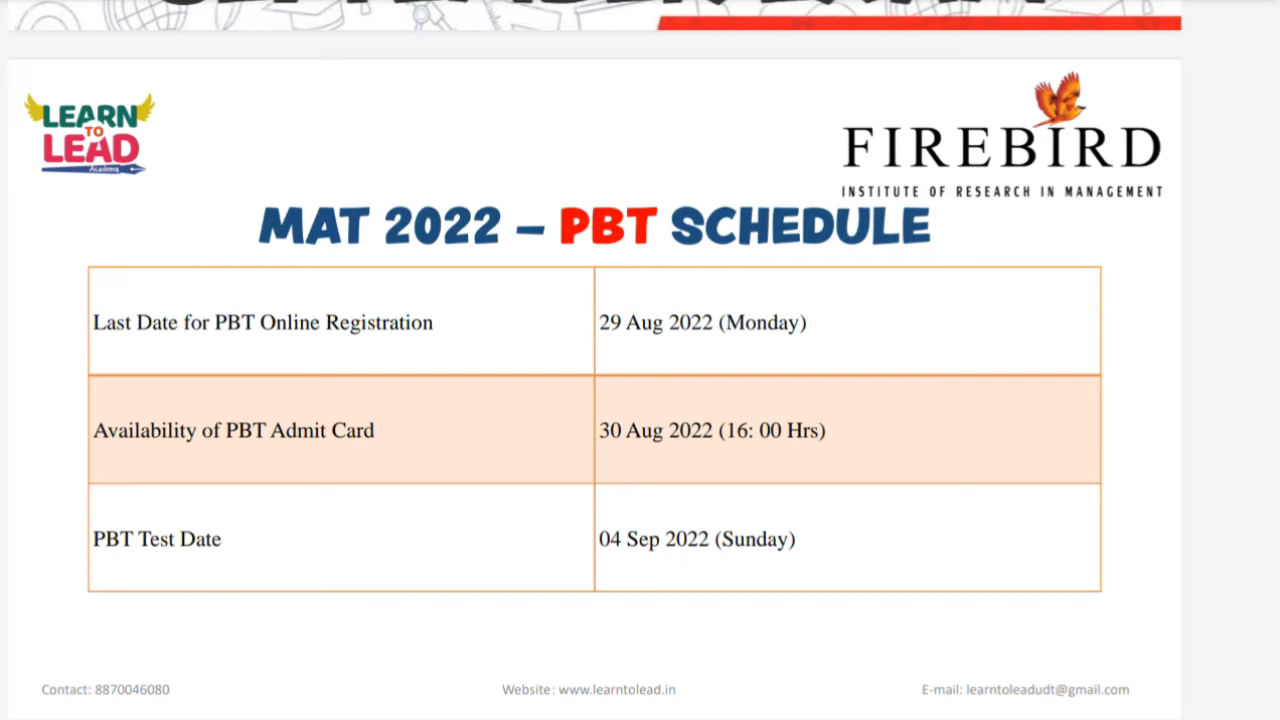 LEARN
TO
LEAD
Academy
FIREBIRD
INSTITUTE OF RESEARCH IN MANAGEMENT
MAT 2022 – PBT SCHEDULE
Last Date for PBT Online Registration 29 Aug 2022 (Monday)
Availability of PBT Admit Card 30 Aug 2022 (16: 00 Hrs)
PBT Test Date 04 Sep 2022 (Sunday)
Contact: 8870046080 Website: www.learntolead.in E-mail: learntoleadudt@gmail.com